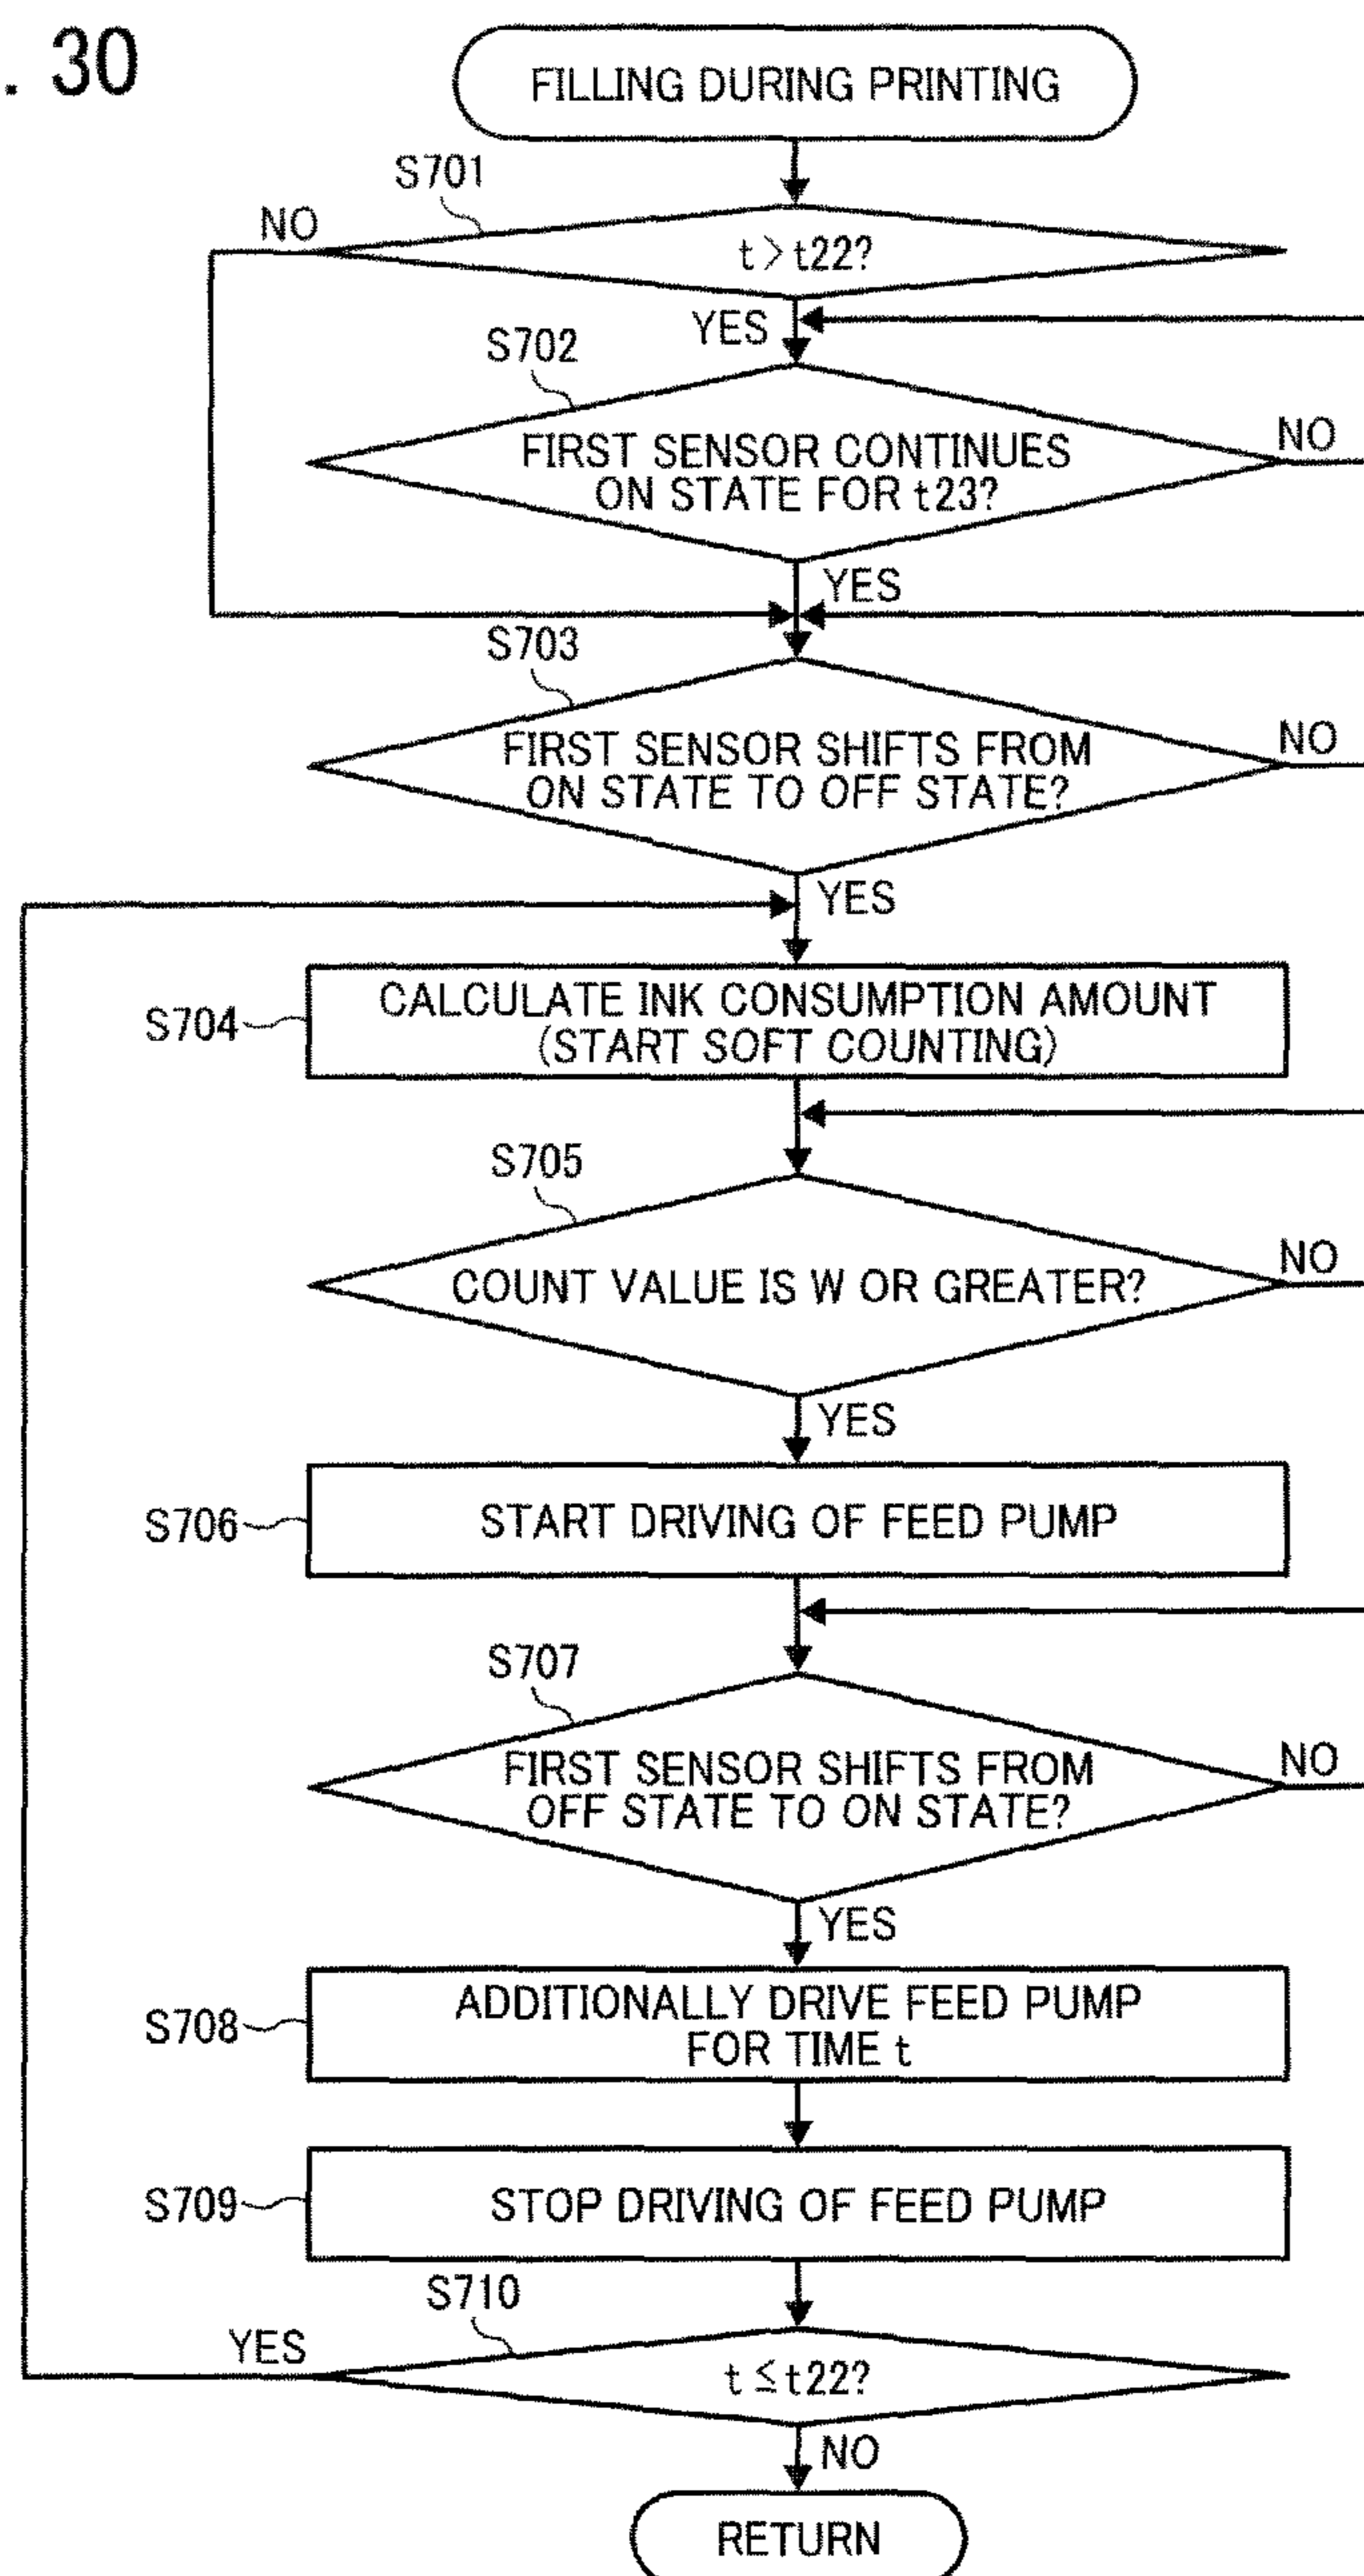 . 30
FILLING DURING PRINTING
S701
NO
t > t22?
YES
S702
FIRST SENSOR CONTINUES
ON STATE FOR t23?
NO
YES
S703
FIRST SENSOR SHIFTS FROM
ON STATE TO OFF STATE?
NO
YES
S704
CALCULATE INK CONSUMPTION AMOUNT
(START SOFT COUNTING)
S705
COUNT VALUE IS W OR GREATER?
NO
YES
S706
START DRIVING OF FEED PUMP
S707
FIRST SENSOR SHIFTS FROM
OFF STATE TO ON STATE?
NO
YES
S708
ADDITIONALLY DRIVE FEED PUMP
FOR TIME t
S709
STOP DRIVING OF FEED PUMP
S710
YES
t ≦ t22?
NO
RETURN